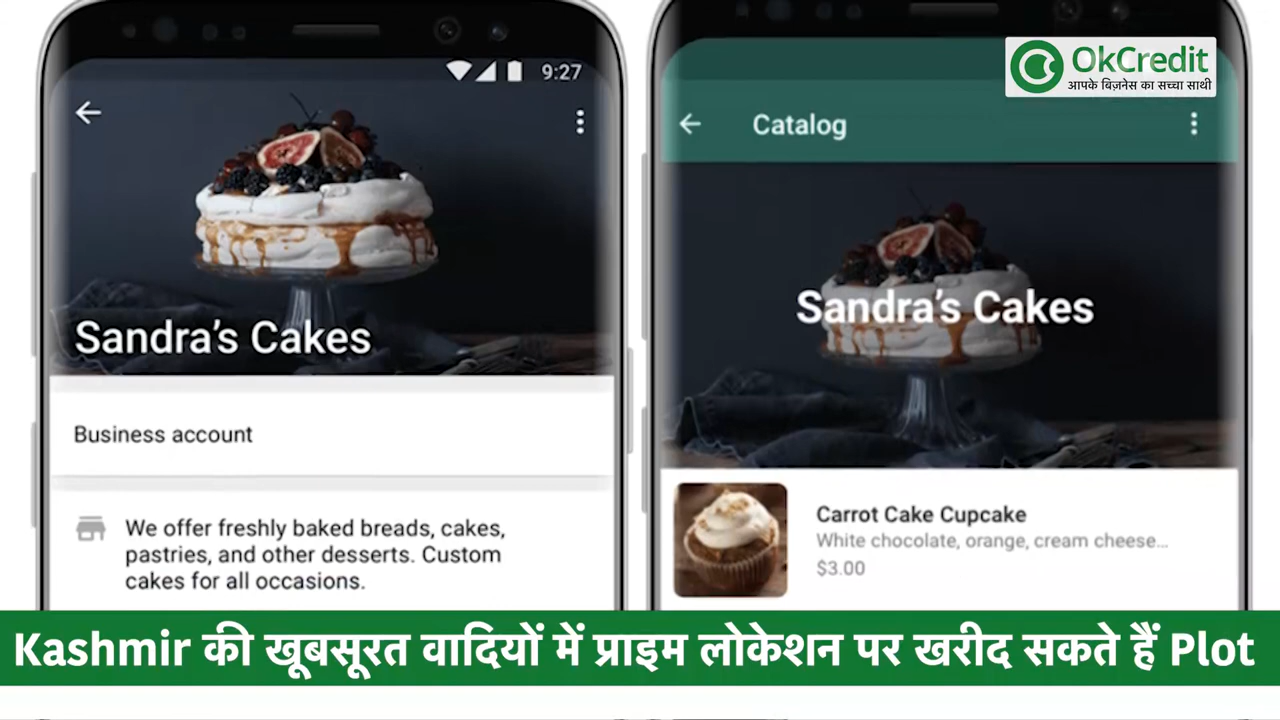 9:27
Sandra’s Cakes
Business account
We offer freshly baked breads, cakes,
pastries, and other desserts. Custom
cakes for all occasions.
OkCredit
आपके बिज़नेस का सच्चा साथी
Catalog
Sandra’s Cakes
Carrot Cake Cupcake
White chocolate, orange, cream cheese...
$3.00
Kashmir की खूबसूरत वादियों में प्राइम लोकेशन पर खरीद सकते हैं Plot